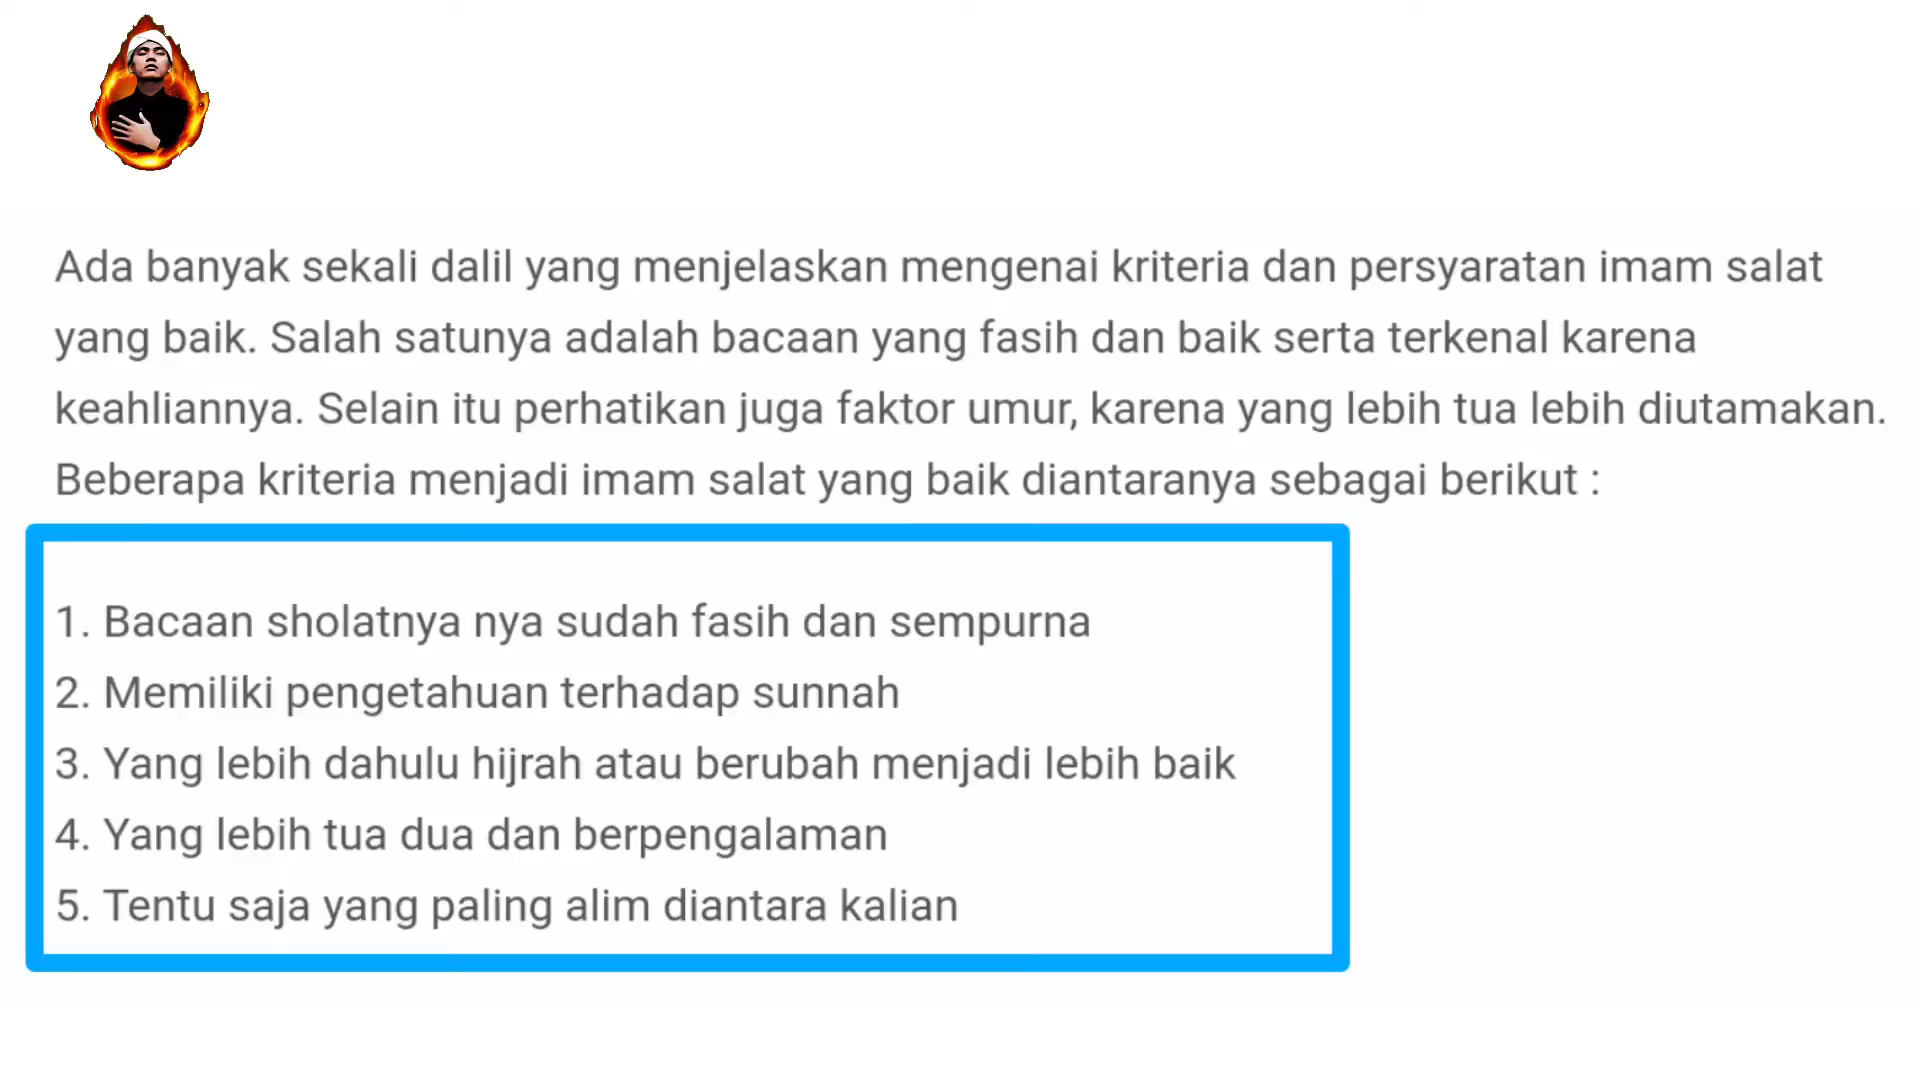 Ada banyak sekali dalil yang menjelaskan mengenai kriteria dan persyaratan imam salat
yang baik. Salah satunya adalah bacaan yang fasih dan baik serta terkenal karena
keahliannya. Selain itu perhatikan juga faktor umur, karena yang lebih tua lebih diutamakan.
Beberapa kriteria menjadi imam salat yang baik diantaranya sebagai berikut :
1. Bacaan sholatnya nya sudah fasih dan sempurna
2. Memiliki pengetahuan terhadap sunnah
3. Yang lebih dahulu hijrah atau berubah menjadi lebih baik
4. Yang lebih tua dua dan berpengalaman
5. Tentu saja yang paling alim diantara kalian